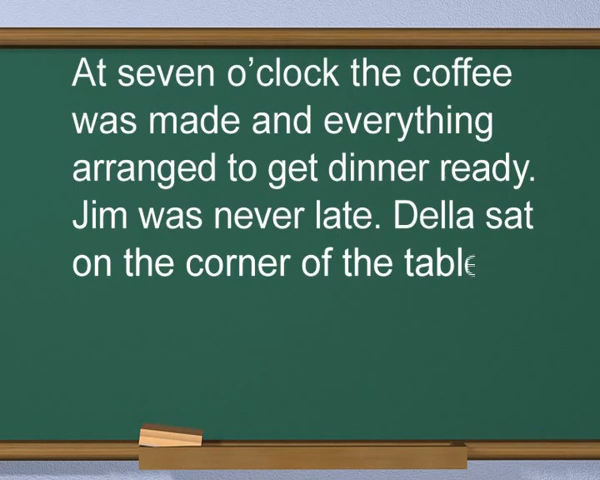 At seven o’clock the coffee
was made and everything
arranged to get dinner ready.
Jim was never late. Della sat
on the corner of the table